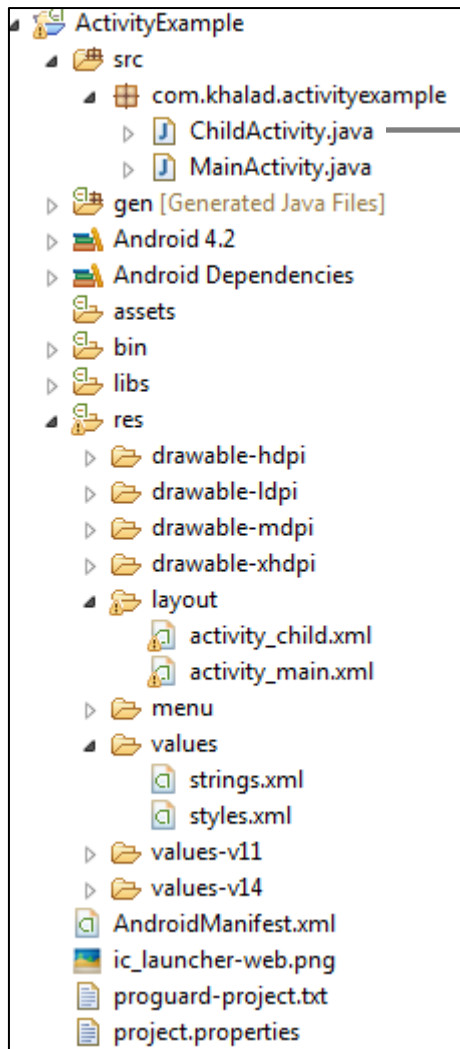 ActivityExample
src
com.khalad.activityexample
ChildActivity.java
MainActivity.java
gen [Generated Java Files]
Android 4.2
Android Dependencies
assets
bin
libs
res
drawable-hdpi
drawable-ldpi
drawable-mdpi
drawable-xhdpi
layout
activity_child.xml
activity_main.xml
menu
values
strings.xml
styles.xml
values-v11
values-v14
AndroidManifest.xml
ic_launcher-web.png
proguard-project.txt
project.properties